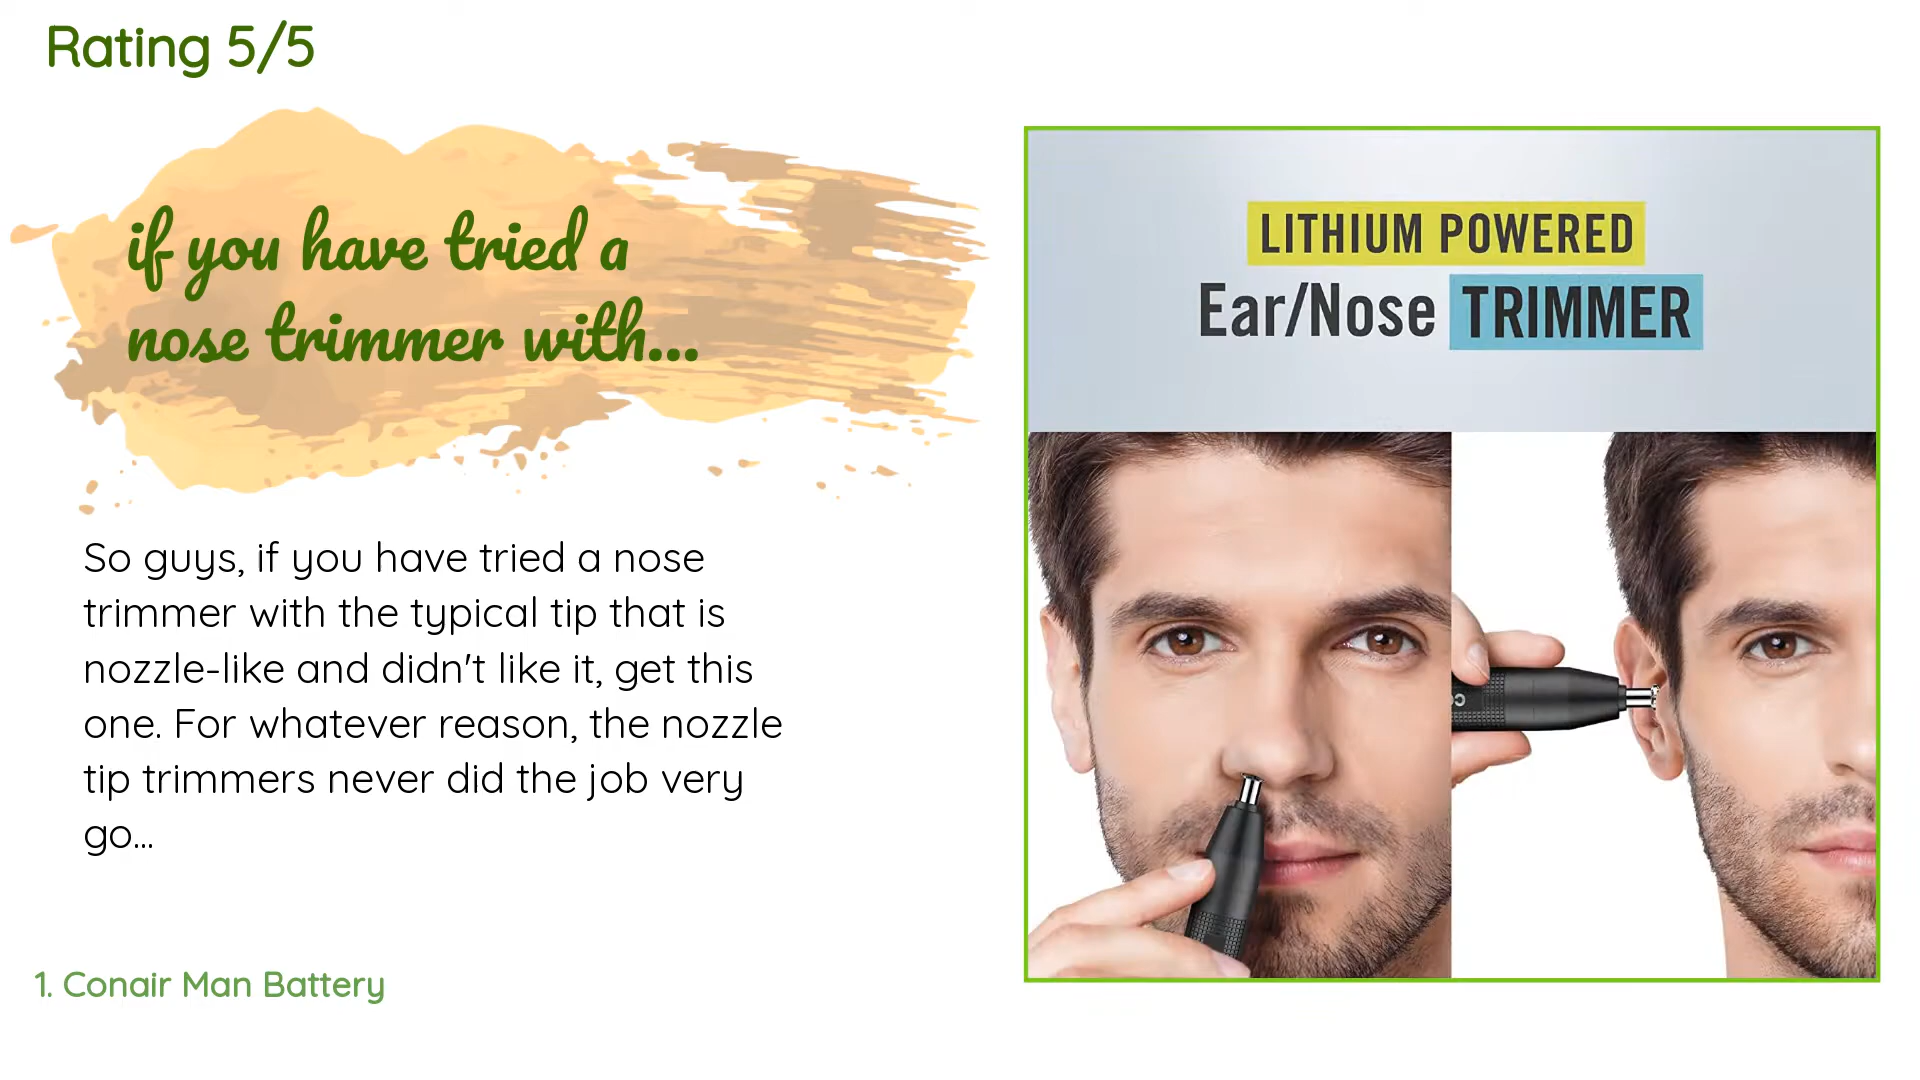 Rating 5/5
if you have tried a
nose trimmer with...
So guys, if you have tried a nose
trimmer with the typical tip that is
nozzle-like and didn't like it, get this
one. For whatever reason, the nozzle
tip trimmers never did the job very
go...
1. Conair Man Battery
LITHIUM POWERED
Ear/Nose TRIMMER